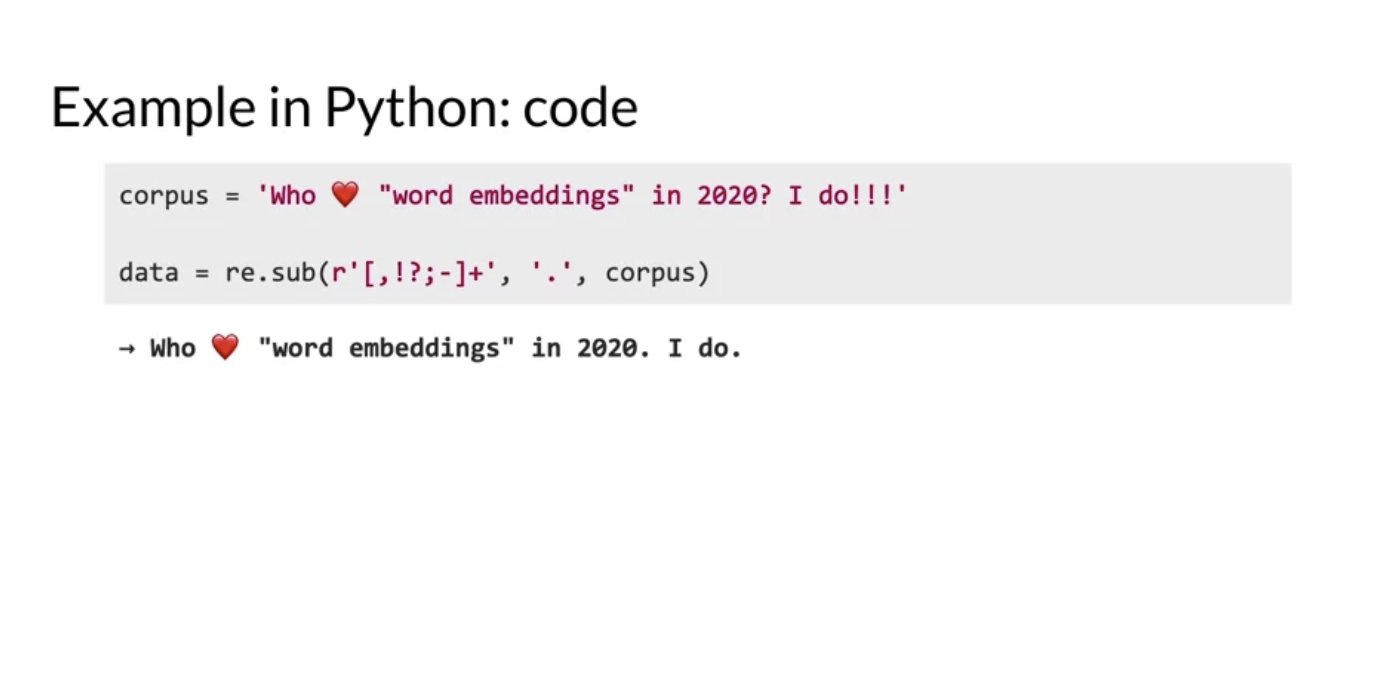 Example in Python: code
corpus = 'Who ❤️ "word embeddings" in 2020? I do!!!'
data = re.sub(r'[,!?;-]+', '.', corpus)
→ Who ❤️ "word embeddings" in 2020. I do.